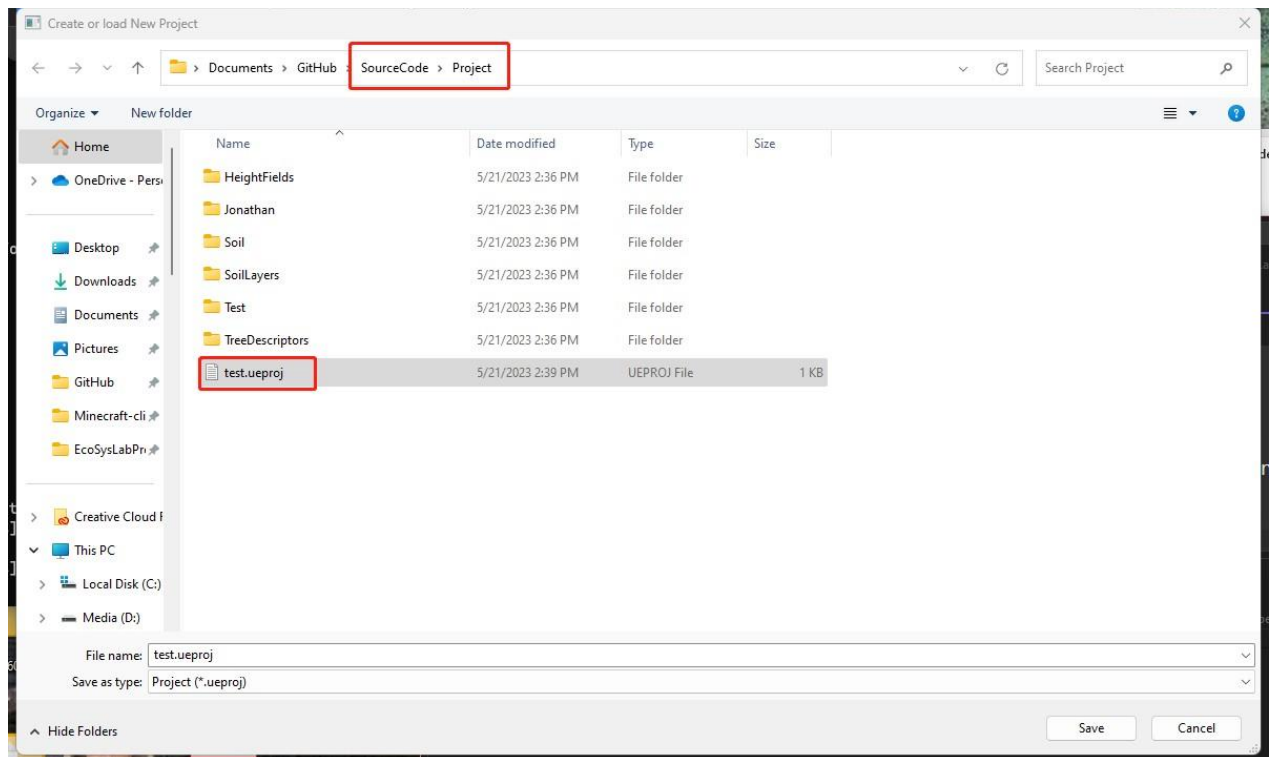 Create or load New Project
Documents > GitHub > SourceCode > Project
Search Project
Organize
New folder
Name Date modified Type Size
Home
OneDrive - Pers
Desktop
Downloads
Documents
Pictures
GitHub
Minecraft-cli
EcoSysLabPr
Creative Cloud F
This PC
Local Disk (C:)
Media (D:)
HeightFields 5/21/2023 2:36 PM File folder
Jonathan 5/21/2023 2:36 PM File folder
Soil 5/21/2023 2:36 PM File folder
SoilLayers 5/21/2023 2:36 PM File folder
Test 5/21/2023 2:36 PM File folder
TreeDescriptors 5/21/2023 2:36 PM File folder
test.ueproj 5/21/2023 2:39 PM UEPROJ File 1 KB
File name: test.ueproj
Save as type: Project (*.ueproj)
Hide Folders
Save
Cancel